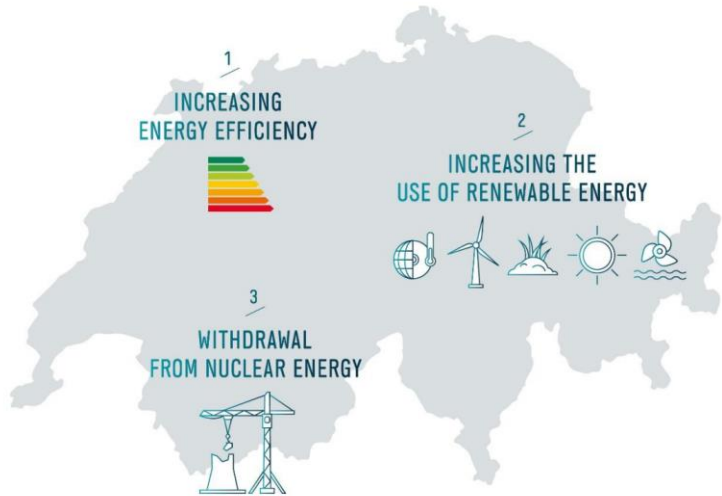 1
INCREASING
ENERGY EFFICIENCY
2
INCREASING THE
USE OF RENEWABLE ENERGY
3
WITHDRAWAL
FROM NUCLEAR ENERGY